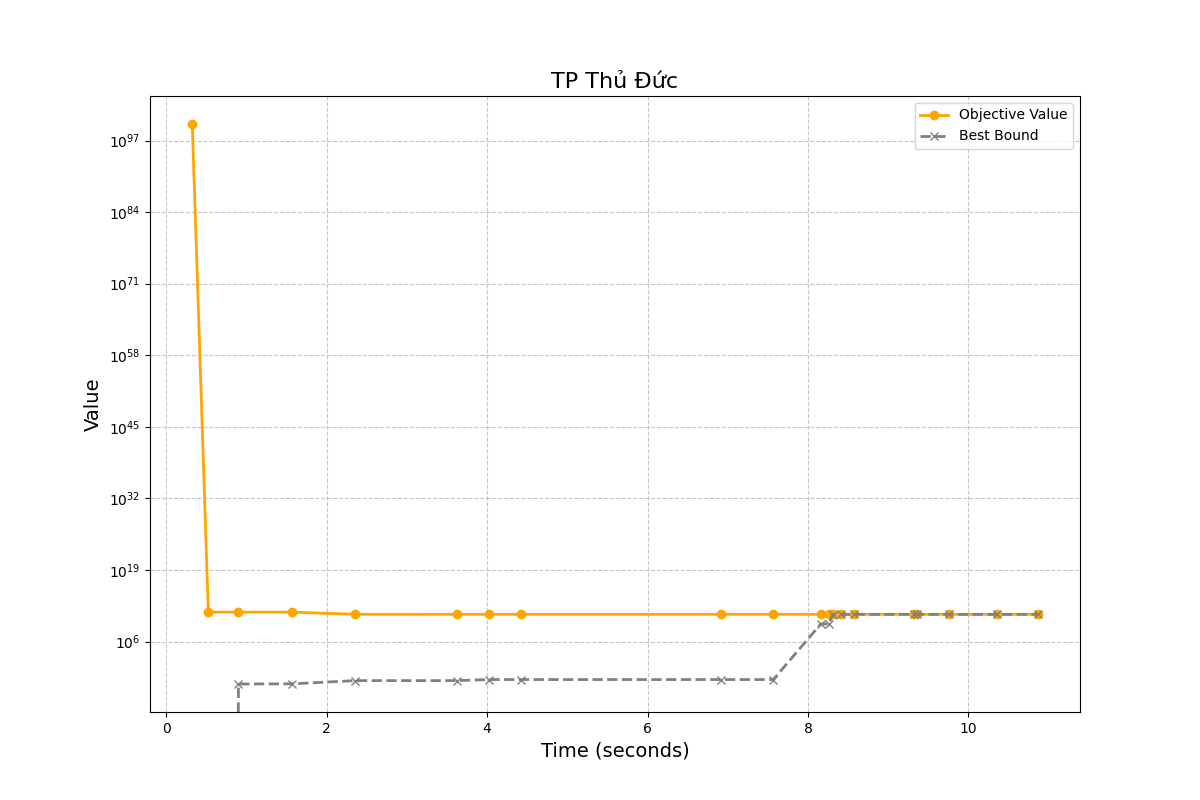 TP Thủ Đức
Objective Value
Best Bound
10^97
10^84
10^71
10^58
10^45
10^32
10^19
10^6
Value
0 2 4 6 8 10
Time (seconds)